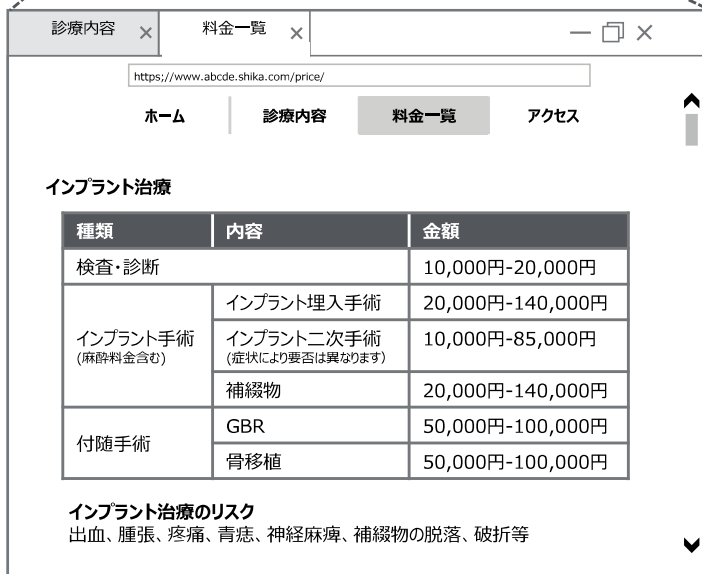 診療内容 × 料金一覧 ×
https;//www.abcde.shika.com/price/
ホーム 診療内容 料金一覧 アクセス
インプラント治療
種類 内容 金額
検査・診断 10,000円-20,000円
インプラント手術
(麻酔料金含む)
インプラント埋入手術 20,000円-140,000円
インプラント二次手術 10,000円-85,000円
(症状により要否は異なります)
補綴物 20,000円-140,000円
付随手術
GBR 50,000円-100,000円
骨移植 50,000円-100,000円
インプラント治療のリスク
出血、腫張、疼痛、青痣、神経麻痺、補綴物の脱落、破折等